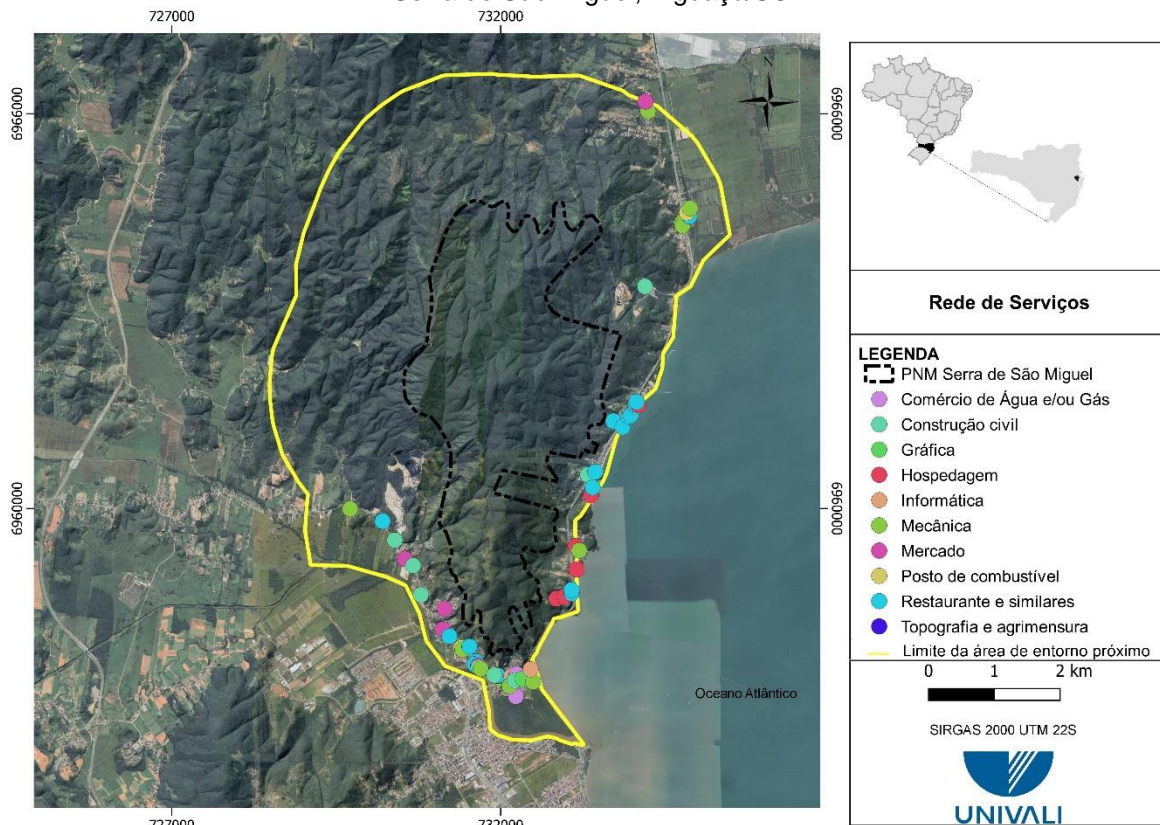 727000
732000
6966000
6966000
6960000
6960000
Oceano Atlântico
727000
732000
Rede de Serviços
LEGENDA
PNM Serra de São Miguel
Comércio de Água e/ou Gás
Construção civil
Gráfica
Hospedagem
Informática
Mecânica
Mercado
Posto de combustível
Restaurante e similares
Topografia e agrimensura
Limite da área de entorno próximo
0 1 2 km
SIRGAS 2000 UTM 22S
UNIVALI